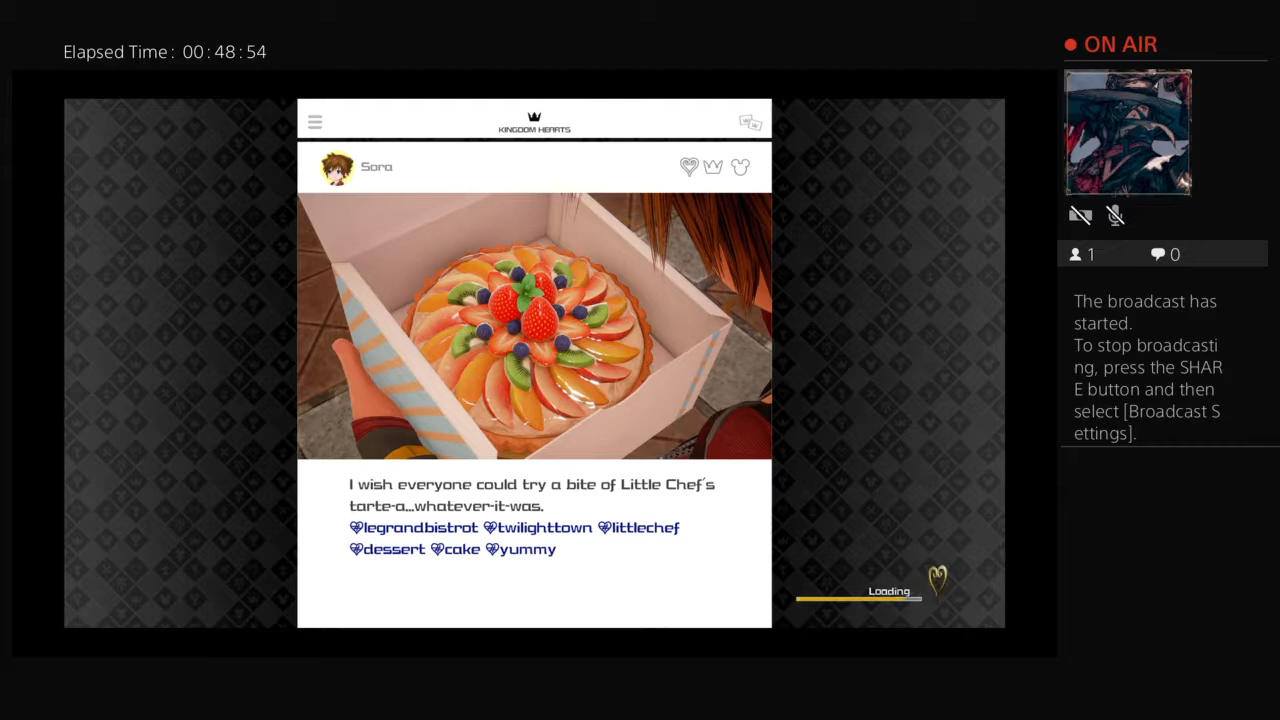 Elapsed Time: 00:48:54
ON AIR
KINGDOM HEARTS
Sora
1
0
The broadcast has
started.
To stop broadcasti
ng, press the SHAR
E button and then
select [Broadcast S
ettings].
I wish everyone could try a bite of Little Chef's
tarte-a...whatever-it-was.
legrandbistrot twilighttown littlechef
dessert cake yummy
Loading